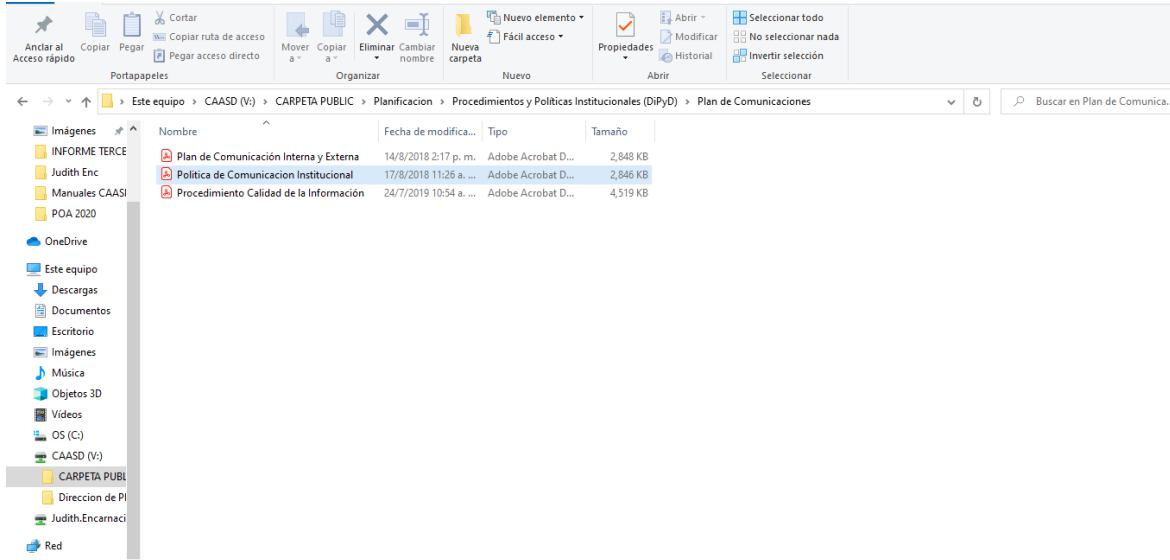 Anclar al Acceso rápido
Copiar
Pegar
Cortar
Copiar ruta de acceso
Pegar acceso directo
Portapapeles
Mover a
Copiar a
Eliminar
Cambiar nombre
Organizar
Nueva carpeta
Nuevo elemento
Fácil acceso
Nuevo
Propiedades
Abrir
Modificar
Historial
Abrir
Seleccionar todo
No seleccionar nada
Invertir selección
Seleccionar
Este equipo > CAASD (V:) > CARPETA PUBLIC > Planificacion > Procedimientos y Políticas Institucionales (DiPyD) > Plan de Comunicaciones
Buscar en Plan de Comunica...
Nombre Fecha de modifica... Tipo Tamaño
Plan de Comunicación Interna y Externa 14/8/2018 2:17 p. m. Adobe Acrobat D... 2,848 KB
Politica de Comunicacion Institucional 17/8/2018 11:26 a. ... Adobe Acrobat D... 2,846 KB
Procedimiento Calidad de la Información 24/7/2019 10:54 a. ... Adobe Acrobat D... 4,519 KB
Imágenes
INFORME TERCE
Judith Enc
Manuales CAAS
POA 2020
OneDrive
Este equipo
Descargas
Documentos
Escritorio
Imágenes
Música
Objetos 3D
Vídeos
OS (C:)
CAASD (V:)
CARPETA PUBL
Direccion de Pl
Judith.Encarnaci
Red